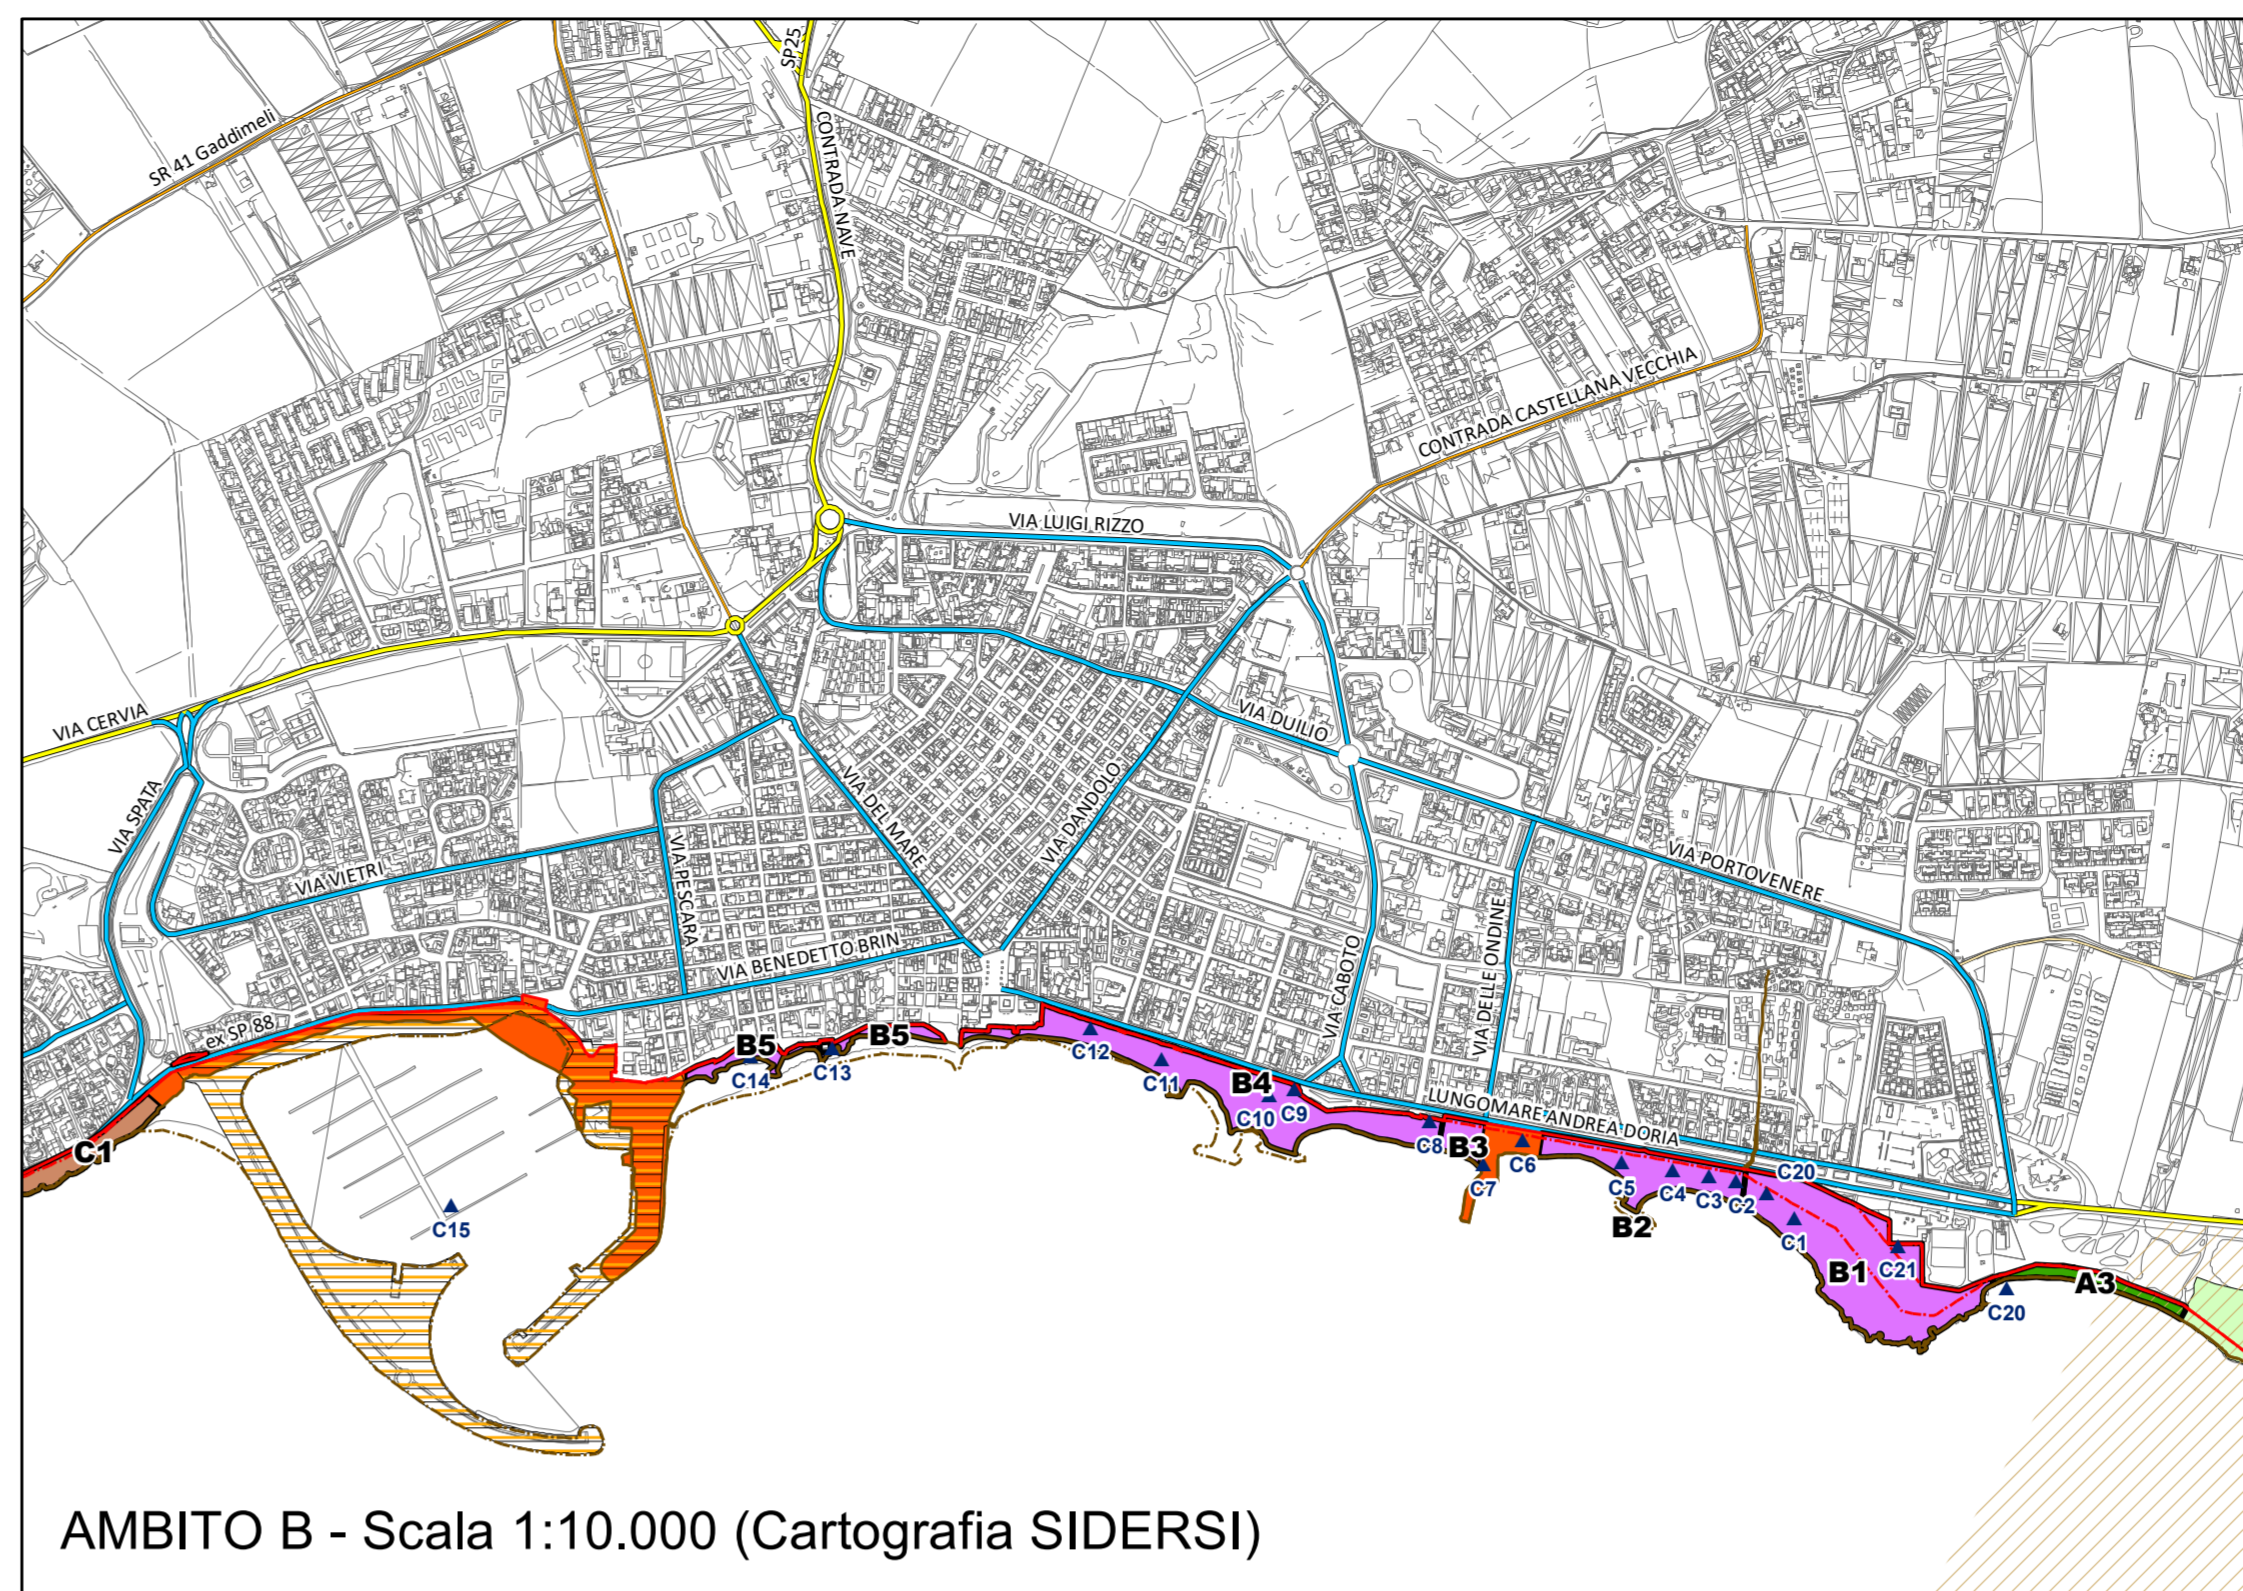 SP25
CONTRADA NAVE
SR 41 Gaddimeli
CONTRADA CASTELLANA VECCHIA
VIA LUIGI RIZZO
VIA CERVIA
VIA DUILIO
VIA SPATA
VIA DEL MARE
VIA DANDOLO
VIA VIETRI
VIA PESCARA
VIA PORTOVENERE
VIA BENEDETTO BRIN
VIA CABOTO
VIA DELLE ONDINE
ex SP 88
LUNGOMARE ANDREA DORIA
B5
B5
C14
C13
C12
C11
B4
C10
C9
C8
B3
C7
C6
C5
B2
C4
C3
C2
C20
C1
B1
C21
C20
A3
C1
C15
AMBITO B - Scala 1:10.000 (Cartografia SIDERSI)